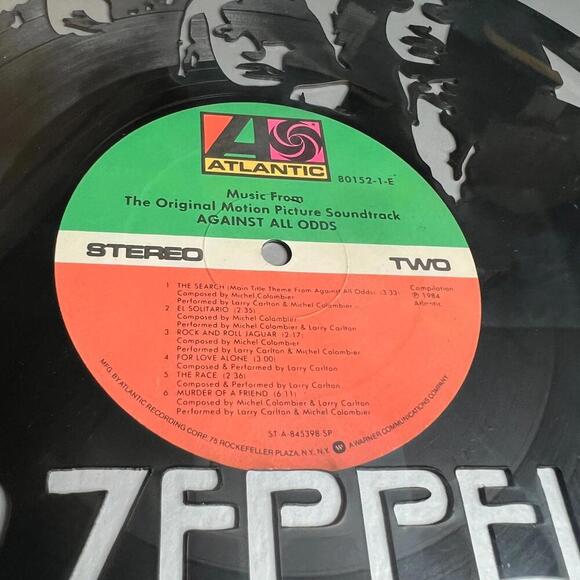 ATLANTIC
80152-1-E
Music From
The Original Motion Picture Soundtrack
AGAINST ALL ODDS
STEREO TWO
1 THE SEARCH (Main Title Theme From Against All Odds) (3:33)
Composed by Michel Colombier
Performed by Larry Carlton & Michel Colombier
2 EL SOLITARIO (2:35)
Composed by Michel Colombier
Performed by Michel Colombier & Larry Carlton
3 ROCK AND ROLL JAGUAR (2:17)
Composed by Michel Colombier
Performed by Larry Carlton & Michel Colombier
4 FOR LOVE ALONE (3:00)
Composed & Performed by Larry Carlton
5 THE RACE (2:36)
Composed & Performed by Larry Carlton
6 MURDER OF A FRIEND (6:11)
Composed by Michel Colombier & Larry Carlton
Performed by Larry Carlton & Michel Colombier
Compilation
℗ 1984
Atlantic
ST A-845398 SP
MFG. BY ATLANTIC RECORDING CORP. 75 ROCKEFELLER PLAZA, N.Y., N.Y. A WARNER COMMUNICATIONS COMPANY
ZEPPEL